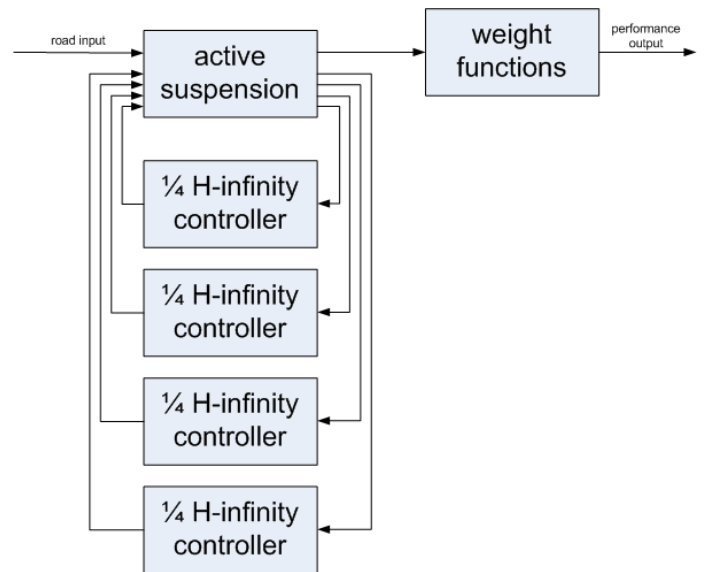 road input
active
suspension
weight
functions
performance
output
¼ H-infinity
controller
¼ H-infinity
controller
¼ H-infinity
controller
¼ H-infinity
controller